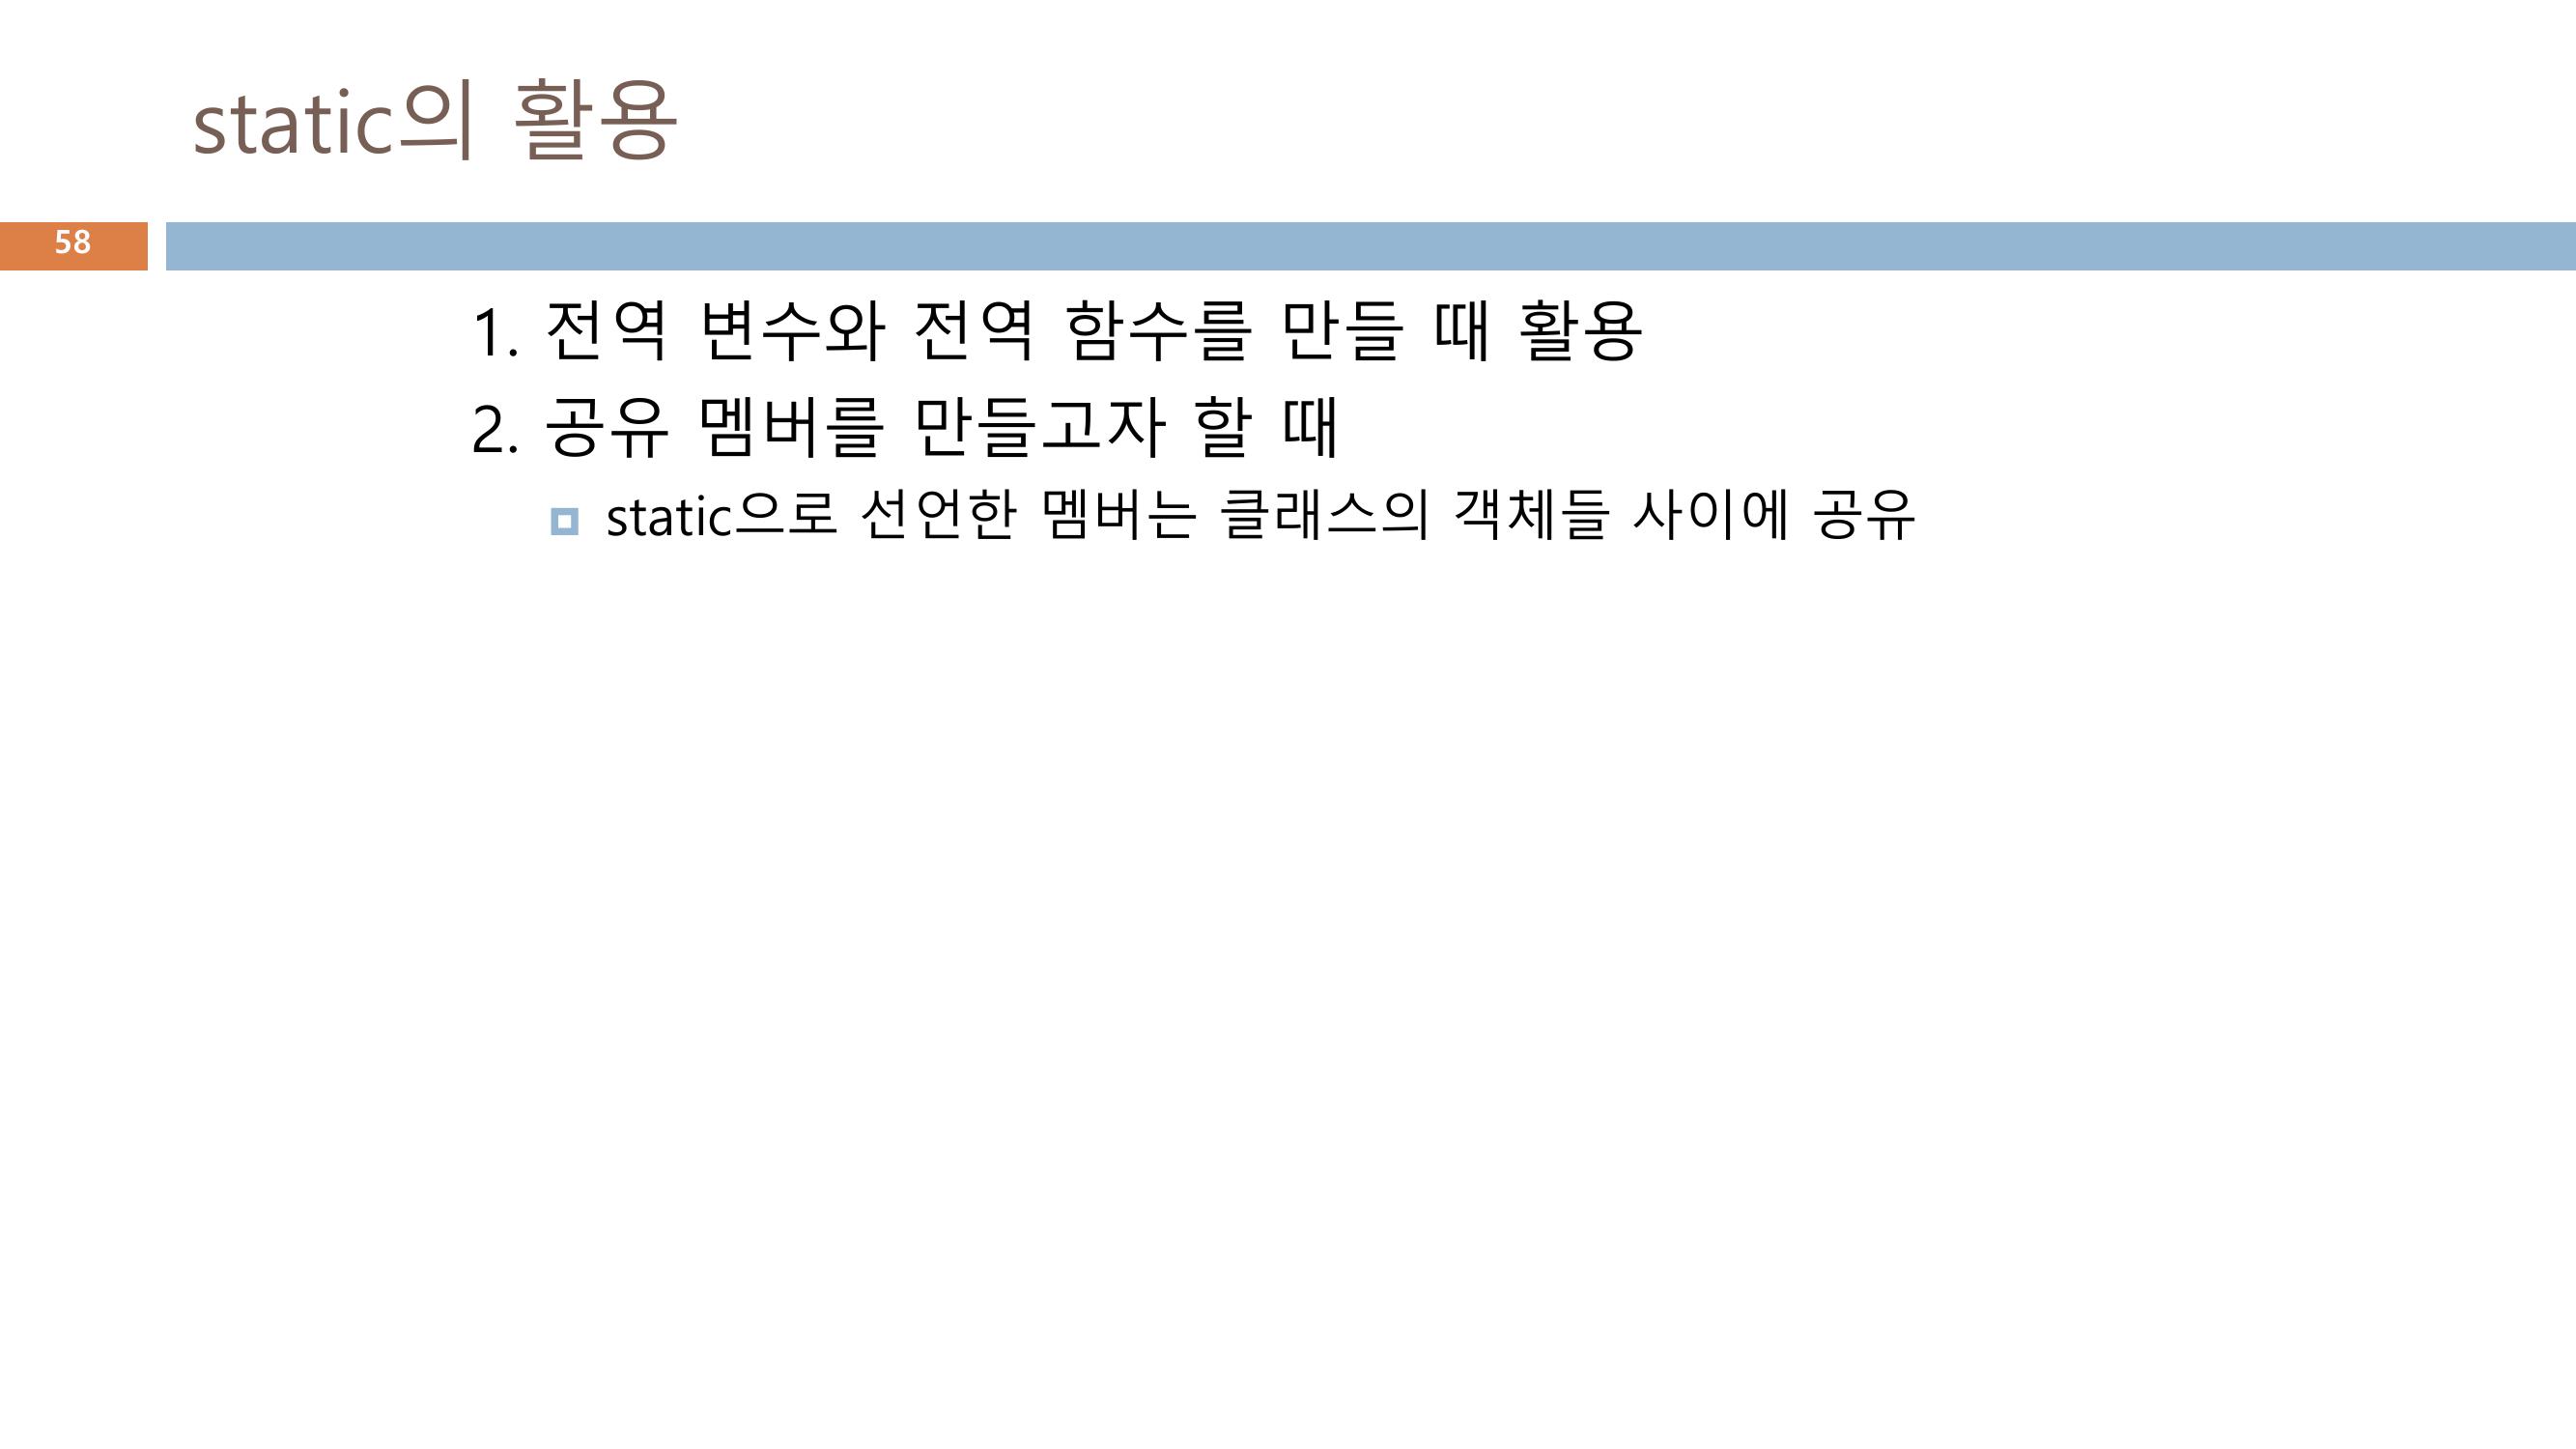 static의 활용
58
1. 전역 변수와 전역 함수를 만들 때 활용
2. 공유 멤버를 만들고자 할 때
static으로 선언한 멤버는 클래스의 객체들 사이에 공유